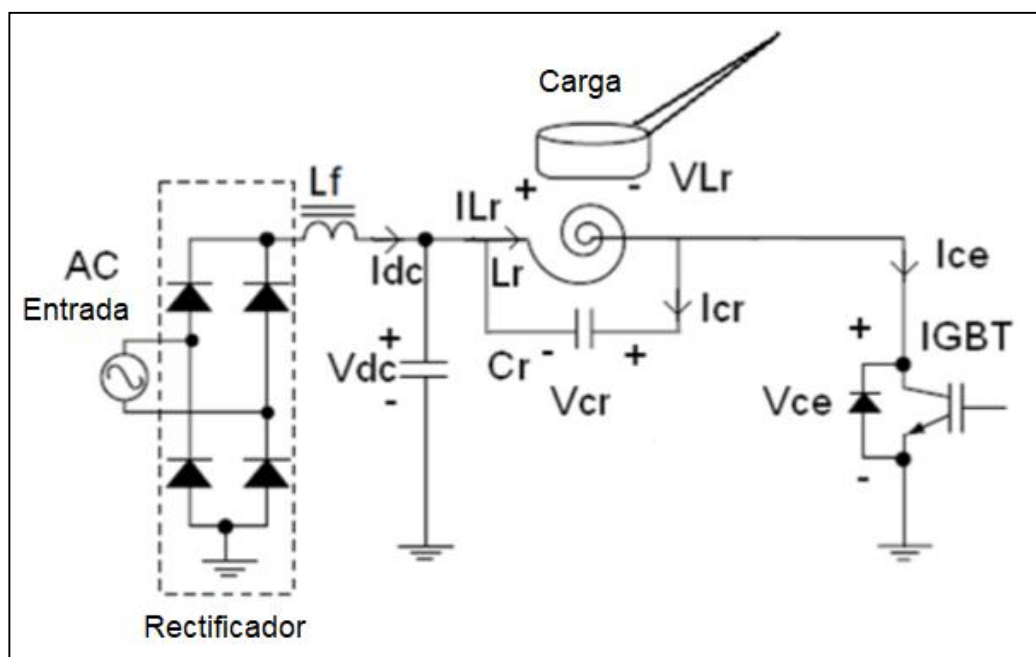 Carga
Lf
+ - VLr
ILr
AC
Entrada
Idc
Lr
Ice
Icr
+
Vdc
-
Cr
- +
Vcr
+
IGBT
Vce
-
Rectificador